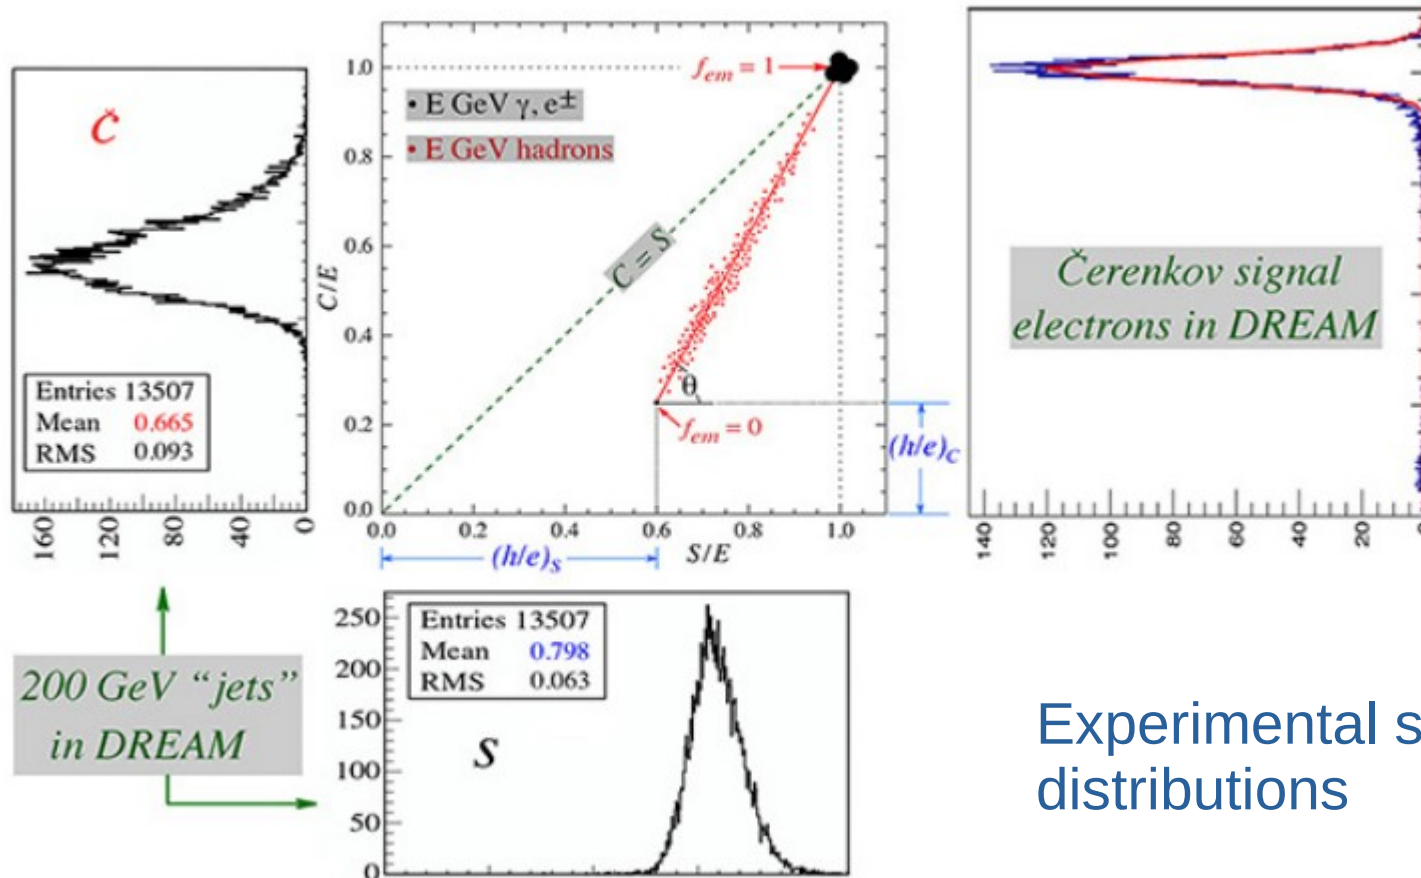 Č
Entries 13507
Mean 0.665
RMS 0.093
160
80
0
C/E
1.0
0.8
0.6
0.4
0.2
0.0
f_em = 1
• E GeV γ, e±
• E GeV hadrons
C = S
θ
f_em = 0
(h/e)_C
0.0
0.2
0.4
0.6
0.8
1.0
(h/e)_S
S/E
Čerenkov signal
electrons in DREAM
140
120
100
80
60
40
20
200 GeV “jets”
in DREAM
250
200
150
100
50
0
Entries 13507
Mean 0.798
RMS 0.063
S
Experimental s
distributions